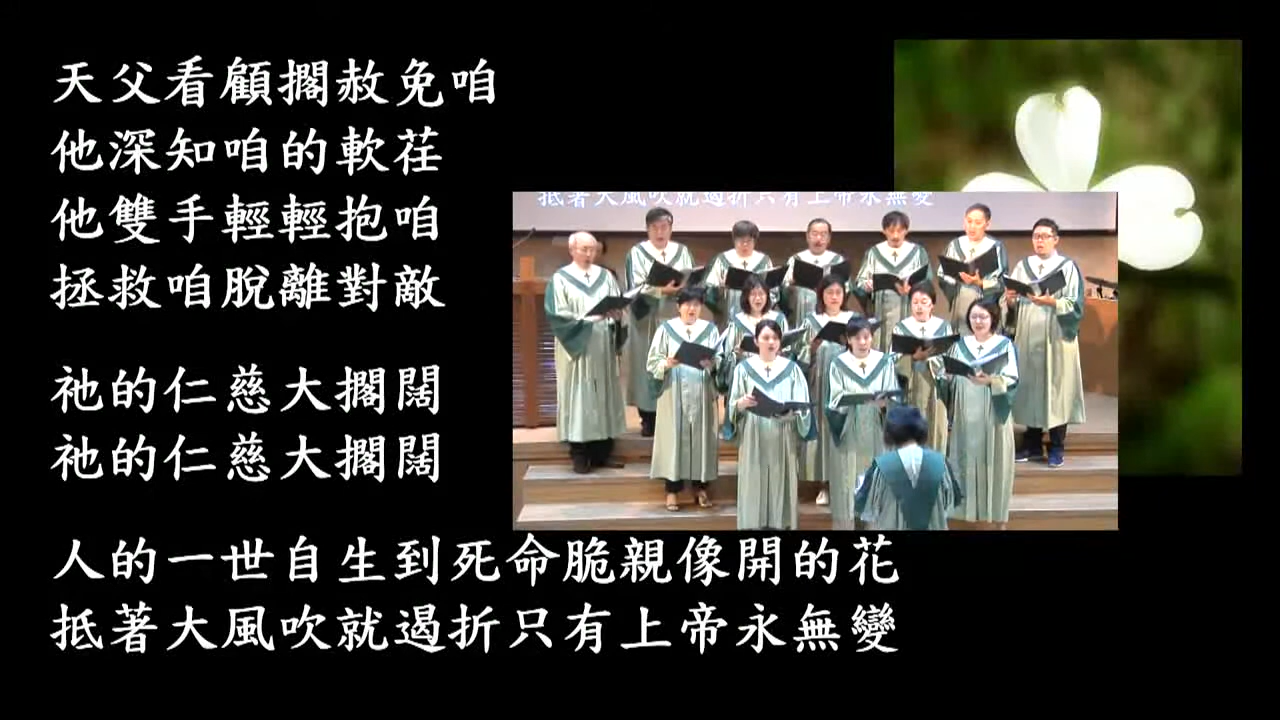 天父看顧擱赦免咱
他深知咱的軟荏
他雙手輕輕抱咱
拯救咱脫離對敵
祂的仁慈大擱闊
祂的仁慈大擱闊
人的一世自生到死命脆親像開的花
抵著大風吹就遏折只有上帝永無變
抵著大風吹就遏折只有上帝永無變